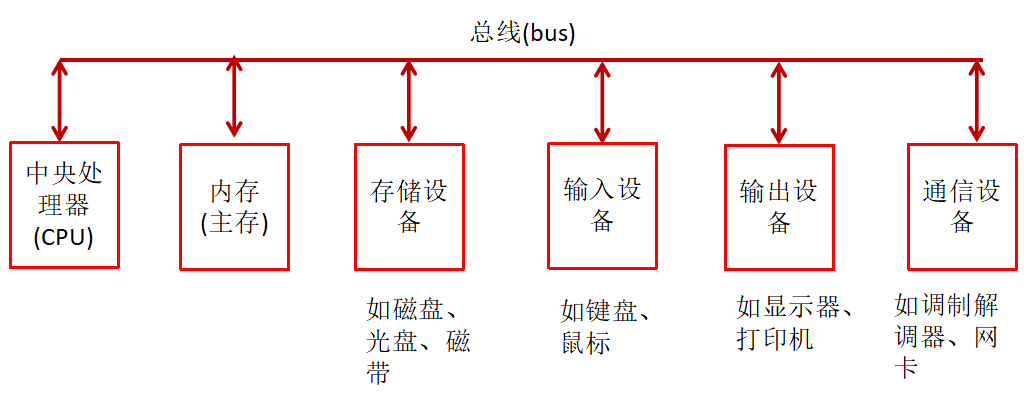 总线(bus)
中央处
理器
(CPU)
内存
(主存)
存储设
备
输入设
备
输出设
备
通信设
备
如磁盘、
光盘、磁
带
如键盘、
鼠标
如显示器、
打印机
如调制解
调器、网
卡